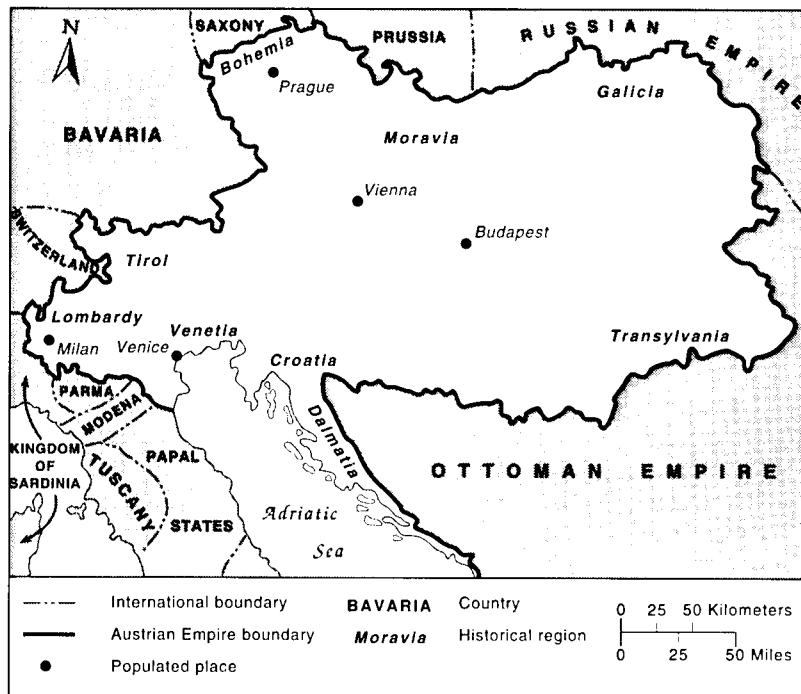 N
SAXONY
PRUSSIA
RUSSIAN EMPIRE
Bohemia
Prague
Galicia
BAVARIA
Moravia
Vienna
Budapest
SWITZERLAND
Tirol
Lombardy
Venetia
Milan
Venice
Croatia
Transylvania
PARMA
MODENA
Dalmatia
KINGDOM
OF
SARDINIA
TUSCANY
PAPAL
STATES
OTTOMAN EMPIRE
Adriatic
Sea
International boundary
BAVARIA Country
0 25 50 Kilometers
Austrian Empire boundary
Moravia Historical region
0 25 50 Miles
Populated place